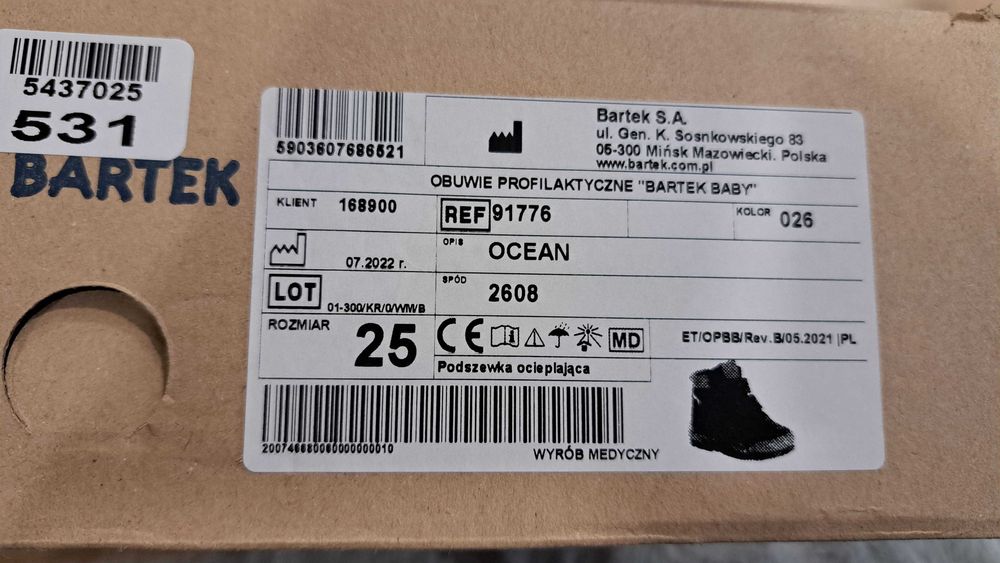 5437025
531
BARTEK
5903607686521
Bartek S.A.
ul. Gen. K. Sosnkowskiego 83
05-300 Mińsk Mazowiecki. Polska
www.bartek.com.pl
OBUWIE PROFILAKTYCZNE "BARTEK BABY"
KLIENT 168900
REF 91776
KOLOR 026
07.2022 r.
OPIS OCEAN
LOT 01-300/KR/0/WM/B
SPÓD 2608
ROZMIAR 25
CE MD
ET/OPBB/Rev.B/05.2021 |PL
Podszewka ocieplająca
WYRÓB MEDYCZNY